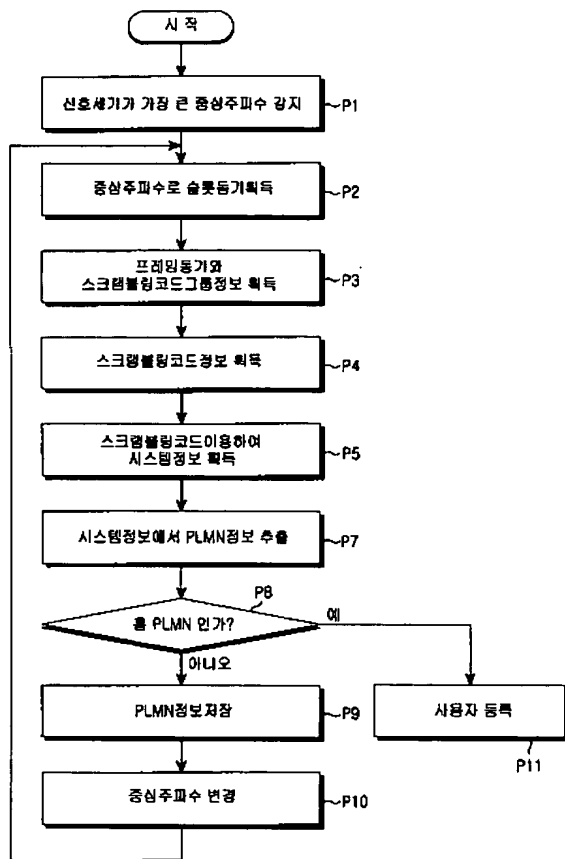 시 작
신호세기가 가장 큰 중심주파수 감지
P1
중심주파수로 슬롯동기획득
P2
프레임동기와
스크램블링코드그룹정보 획득
P3
스크램블링코드정보 획득
P4
스크램블링코드이용하여
시스템정보 획득
P5
시스템정보에서 PLMN정보 추출
P7
P8
홈 PLMN 인가?
예
아니오
PLMN정보저장
P9
사용자 등록
P11
중심주파수 변경
P10